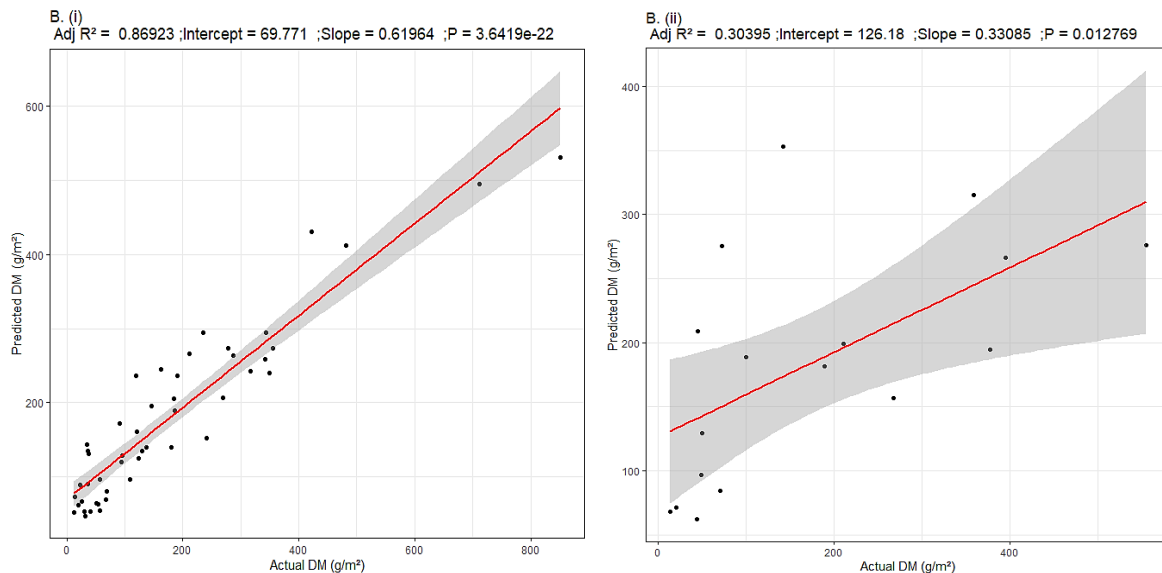 B. (i)
Adj R² = 0.86923 ;Intercept = 69.771 ;Slope = 0.61964 ;P = 3.6419e-22
600
400
200
Predicted DM (g/m²)
0 200 400 600 800
Actual DM (g/m²)
B. (ii)
Adj R² = 0.30395 ;Intercept = 126.18 ;Slope = 0.33085 ;P = 0.012769
400
300
200
100
Predicted DM (g/m²)
0 200 400
Actual DM (g/m²)